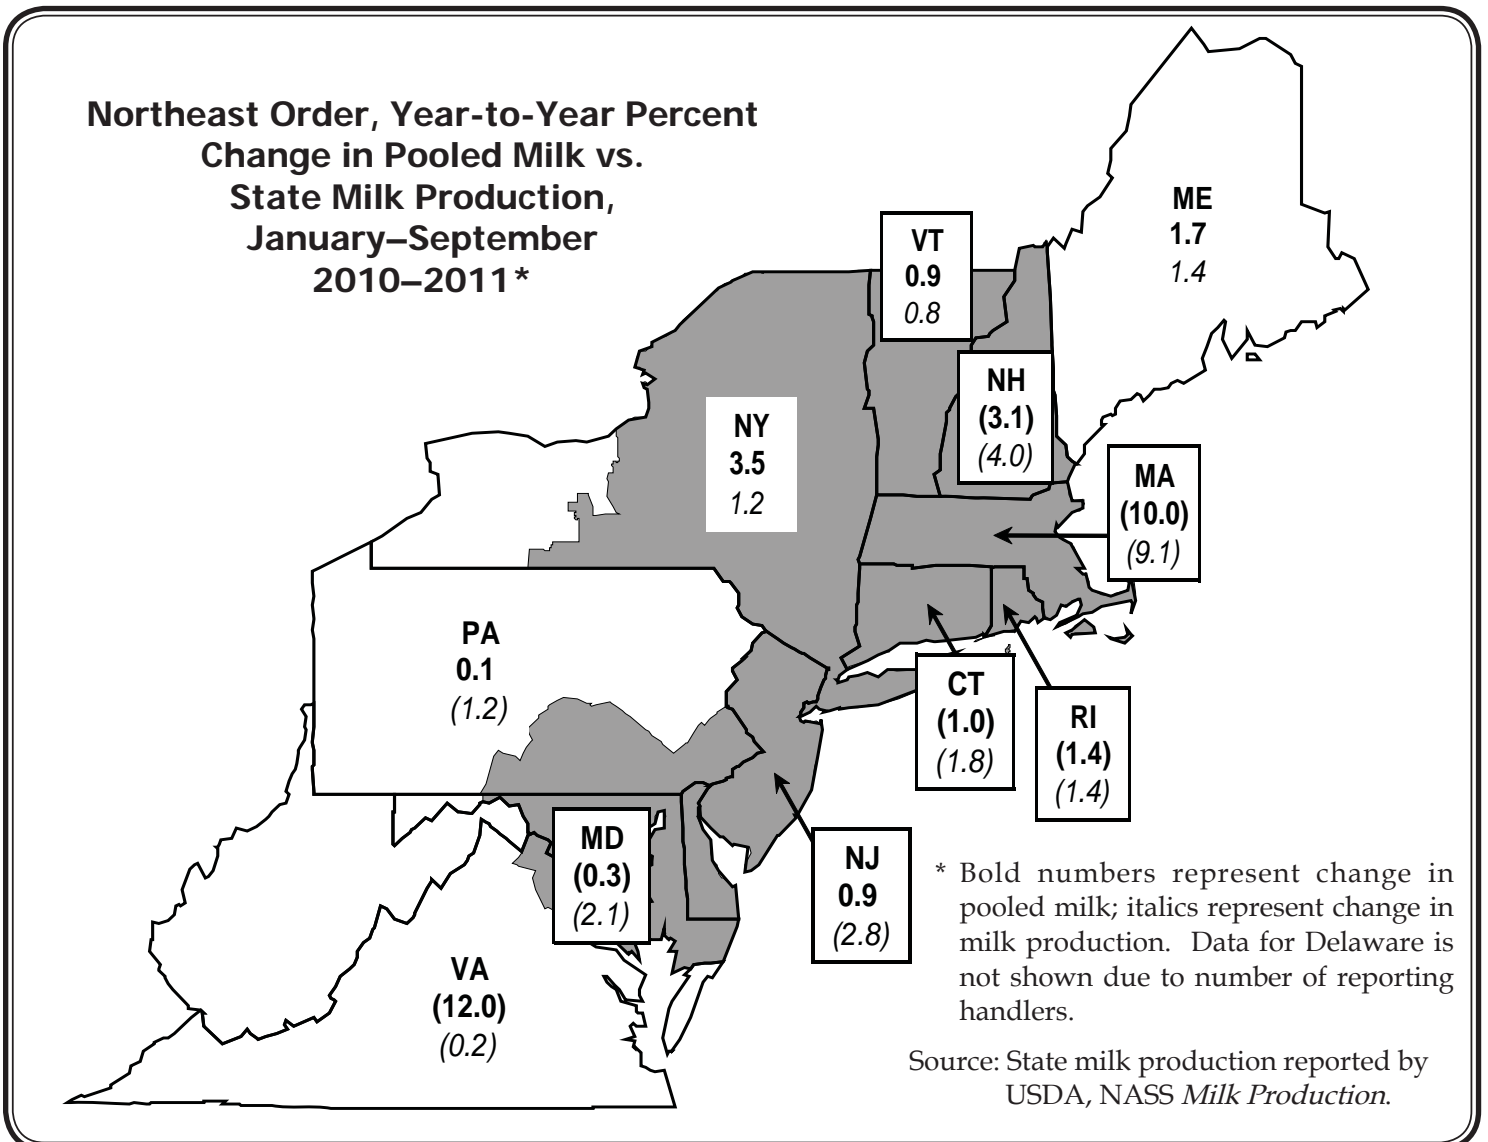 Northeast Order, Year-to-Year Percent
Change in Pooled Milk vs.
State Milk Production,
January–September
2010–2011*
ME
1.7
1.4
VT
0.9
0.8
NH
(3.1)
(4.0)
NY
3.5
1.2
MA
(10.0)
(9.1)
PA
0.1
(1.2)
CT
(1.0)
(1.8)
RI
(1.4)
(1.4)
MD
(0.3)
(2.1)
NJ
0.9
(2.8)
VA
(12.0)
(0.2)
* Bold numbers represent change in
pooled milk; italics represent change in
milk production. Data for Delaware is
not shown due to number of reporting
handlers.
Source: State milk production reported by
USDA, NASS Milk Production.